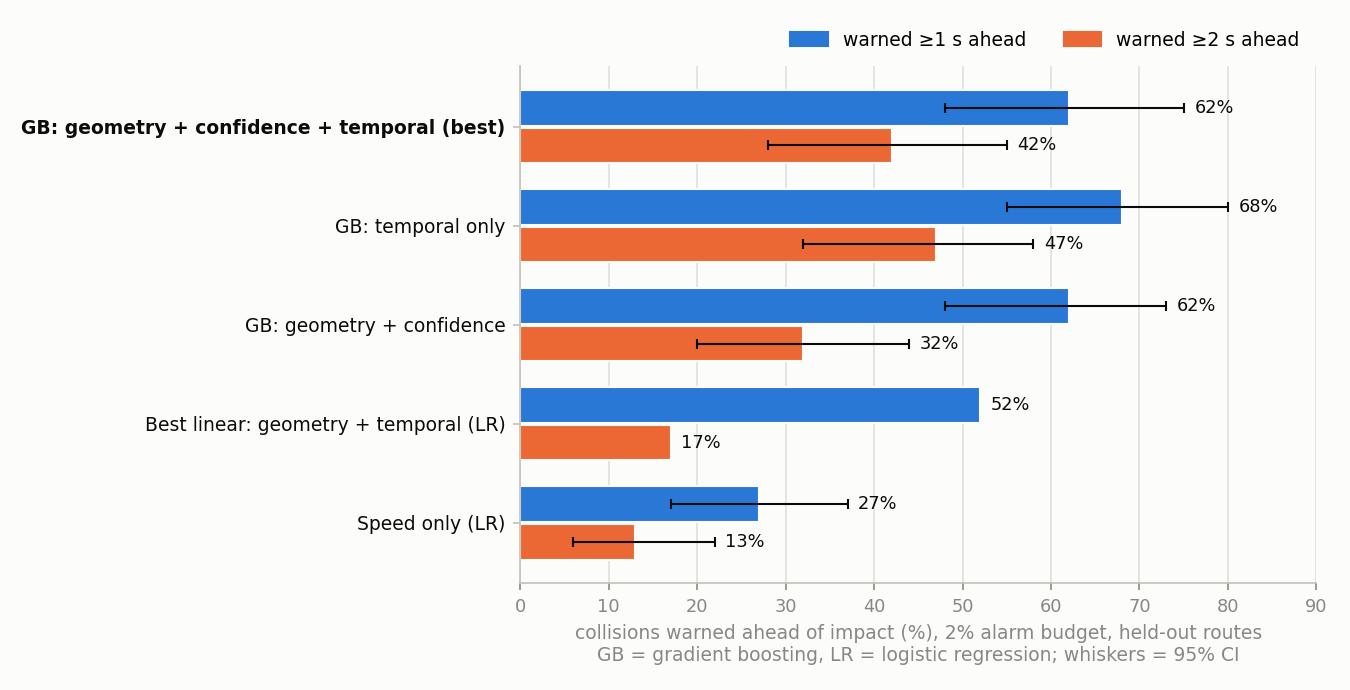 warned ≥1 s ahead
warned ≥2 s ahead
GB: geometry + confidence + temporal (best)
62%
42%
GB: temporal only
68%
47%
GB: geometry + confidence
62%
32%
Best linear: geometry + temporal (LR)
52%
17%
Speed only (LR)
27%
13%
0 10 20 30 40 50 60 70 80 90
collisions warned ahead of impact (%), 2% alarm budget, held-out routes
GB = gradient boosting, LR = logistic regression; whiskers = 95% CI